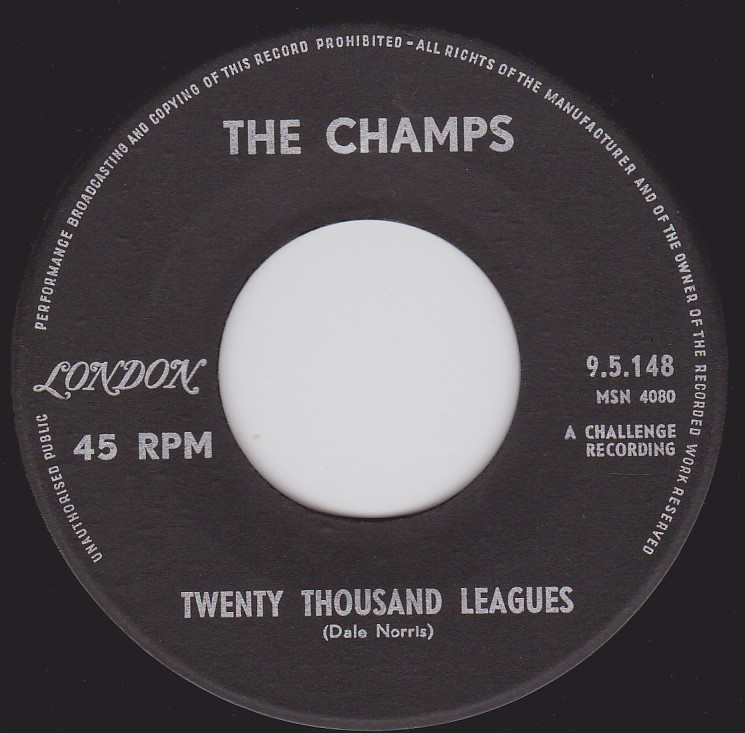 UNAUTHORISED PUBLIC PERFORMANCE BROADCASTING AND COPYING OF THIS RECORD PROHIBITED - ALL RIGHTS OF THE MANUFACTURER AND OF THE OWNER OF THE RECORDED WORK RESERVED
THE CHAMPS
LONDON
45 RPM
9.5.148
MSN 4080
A CHALLENGE
RECORDING
TWENTY THOUSAND LEAGUES
(Dale Norris)